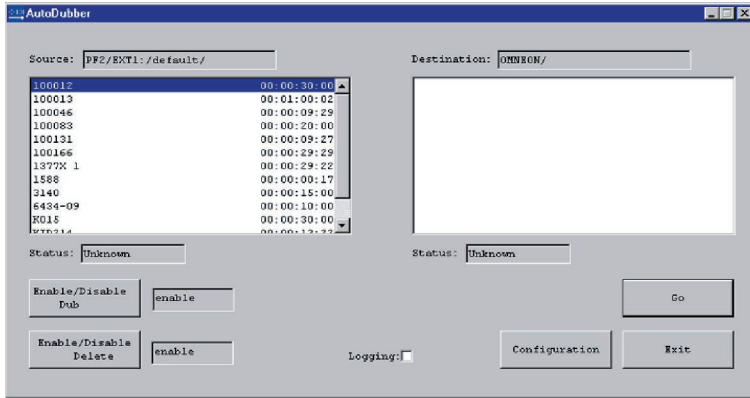 AutoDubber
Source: PF2/EXT1:/default/
Destination: OMNEON/
100012 00:00:30:00
100013 00:01:00:02
100046 00:00:09:29
100083 00:00:20:00
100131 00:00:09:27
100166 00:00:29:29
1377X 1 00:00:29:22
1588 00:00:00:17
3140 00:00:15:00
6434-09 00:00:10:00
K015 00:00:30:00
Status: Unknown
Status: Unknown
Enable/Disable
Dub
enable
Go
Enable/Disable
Delete
enable
Logging:
Configuration
Exit